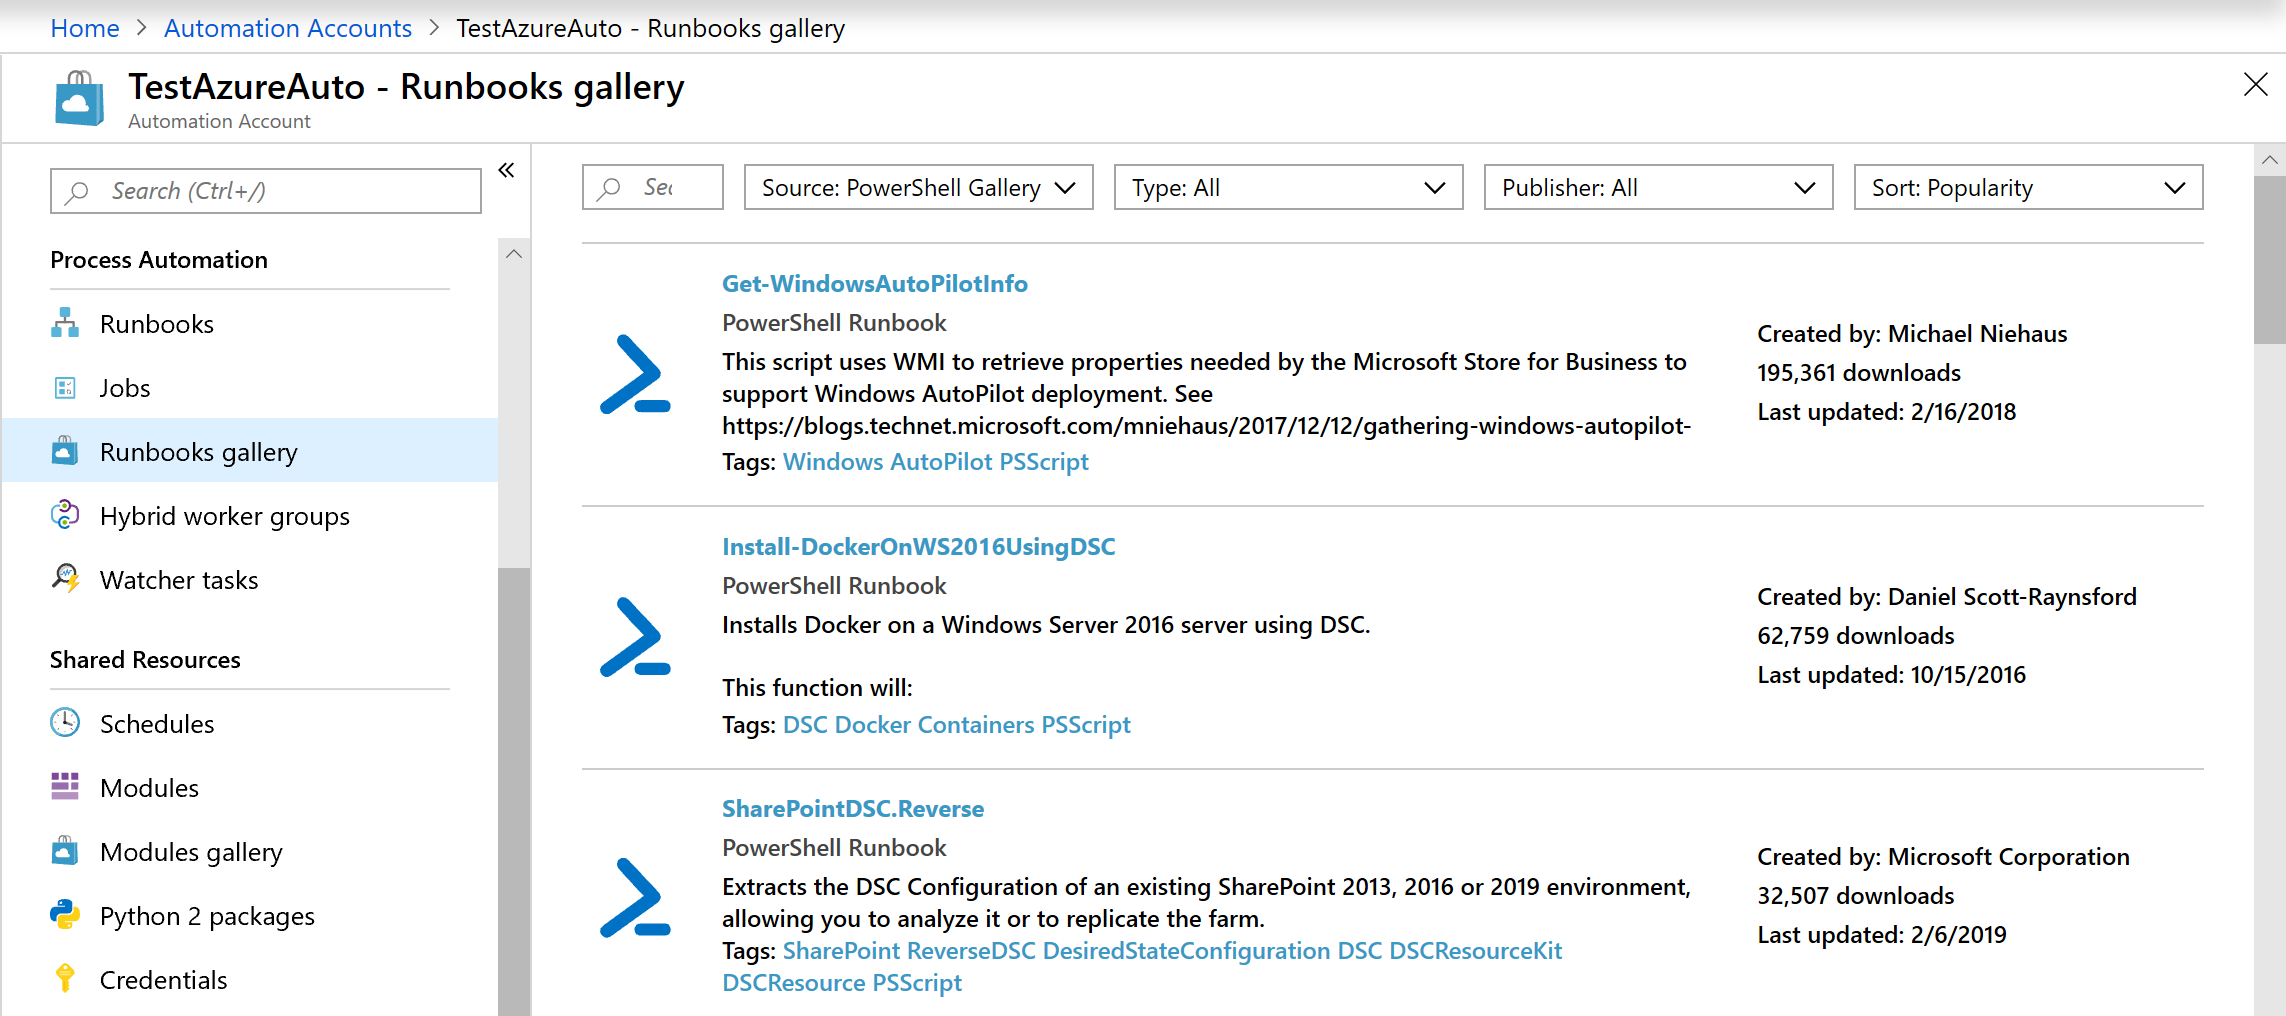 Home > Automation Accounts > TestAzureAuto - Runbooks gallery
TestAzureAuto - Runbooks gallery
Automation Account
Search (Ctrl+/)
«
Process Automation
Runbooks
Jobs
Runbooks gallery
Hybrid worker groups
Watcher tasks
Shared Resources
Schedules
Modules
Modules gallery
Python 2 packages
Credentials
Source: PowerShell Gallery
Type: All
Publisher: All
Sort: Popularity
Get-WindowsAutoPilotInfo
PowerShell Runbook
This script uses WMI to retrieve properties needed by the Microsoft Store for Business to
support Windows AutoPilot deployment. See
https://blogs.technet.microsoft.com/mniehaus/2017/12/12/gathering-windows-autopilot-
Tags: Windows AutoPilot PSScript
Created by: Michael Niehaus
195,361 downloads
Last updated: 2/16/2018
Install-DockerOnWS2016UsingDSC
PowerShell Runbook
Installs Docker on a Windows Server 2016 server using DSC.
This function will:
Tags: DSC Docker Containers PSScript
Created by: Daniel Scott-Raynsford
62,759 downloads
Last updated: 10/15/2016
SharePointDSC.Reverse
PowerShell Runbook
Extracts the DSC Configuration of an existing SharePoint 2013, 2016 or 2019 environment,
allowing you to analyze it or to replicate the farm.
Tags: SharePoint ReverseDSC DesiredStateConfiguration DSC DSCResourceKit
DSCResource PSScript
Created by: Microsoft Corporation
32,507 downloads
Last updated: 2/6/2019